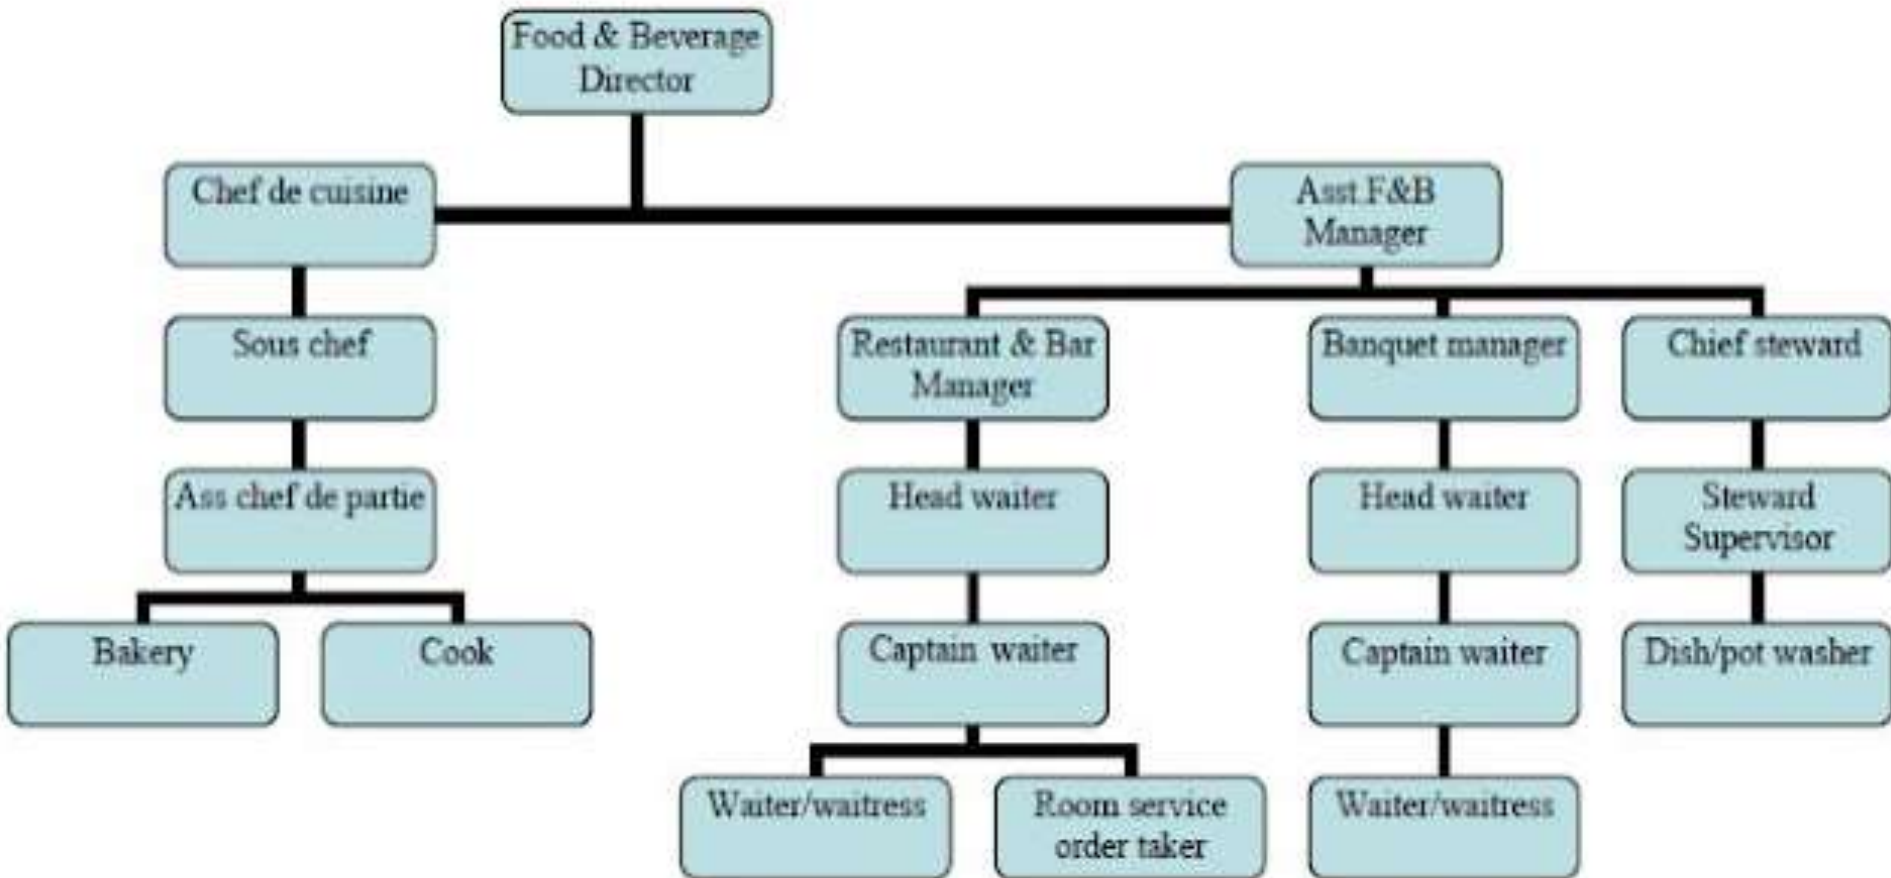 Food & Beverage
Director
Chef de cuisine
Asst.F&B
Manager
Sous chef
Restaurant & Bar
Manager
Banquet manager
Chief steward
Ass chef de partie
Head waiter
Head waiter
Steward
Supervisor
Bakery
Cook
Captain waiter
Captain waiter
Dish/pot washer
Waiter/waitress
Room service
order taker
Waiter/waitress